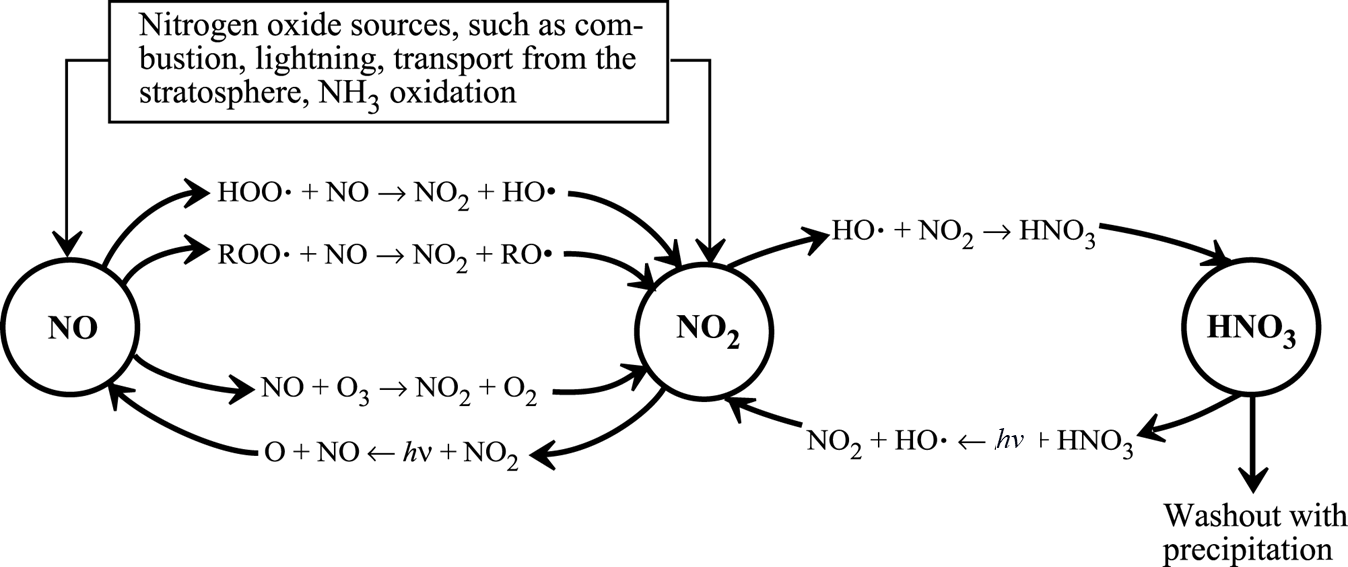 Nitrogen oxide sources, such as com-
bustion, lightning, transport from the
stratosphere, NH₃ oxidation
HOO• + NO → NO₂ + HO•
ROO• + NO → NO₂ + RO•
HO• + NO₂ → HNO₃
NO
NO₂
HNO₃
NO + O₃ → NO₂ + O₂
O + NO ← hν + NO₂
NO₂ + HO• ← hν + HNO₃
Washout with
precipitation